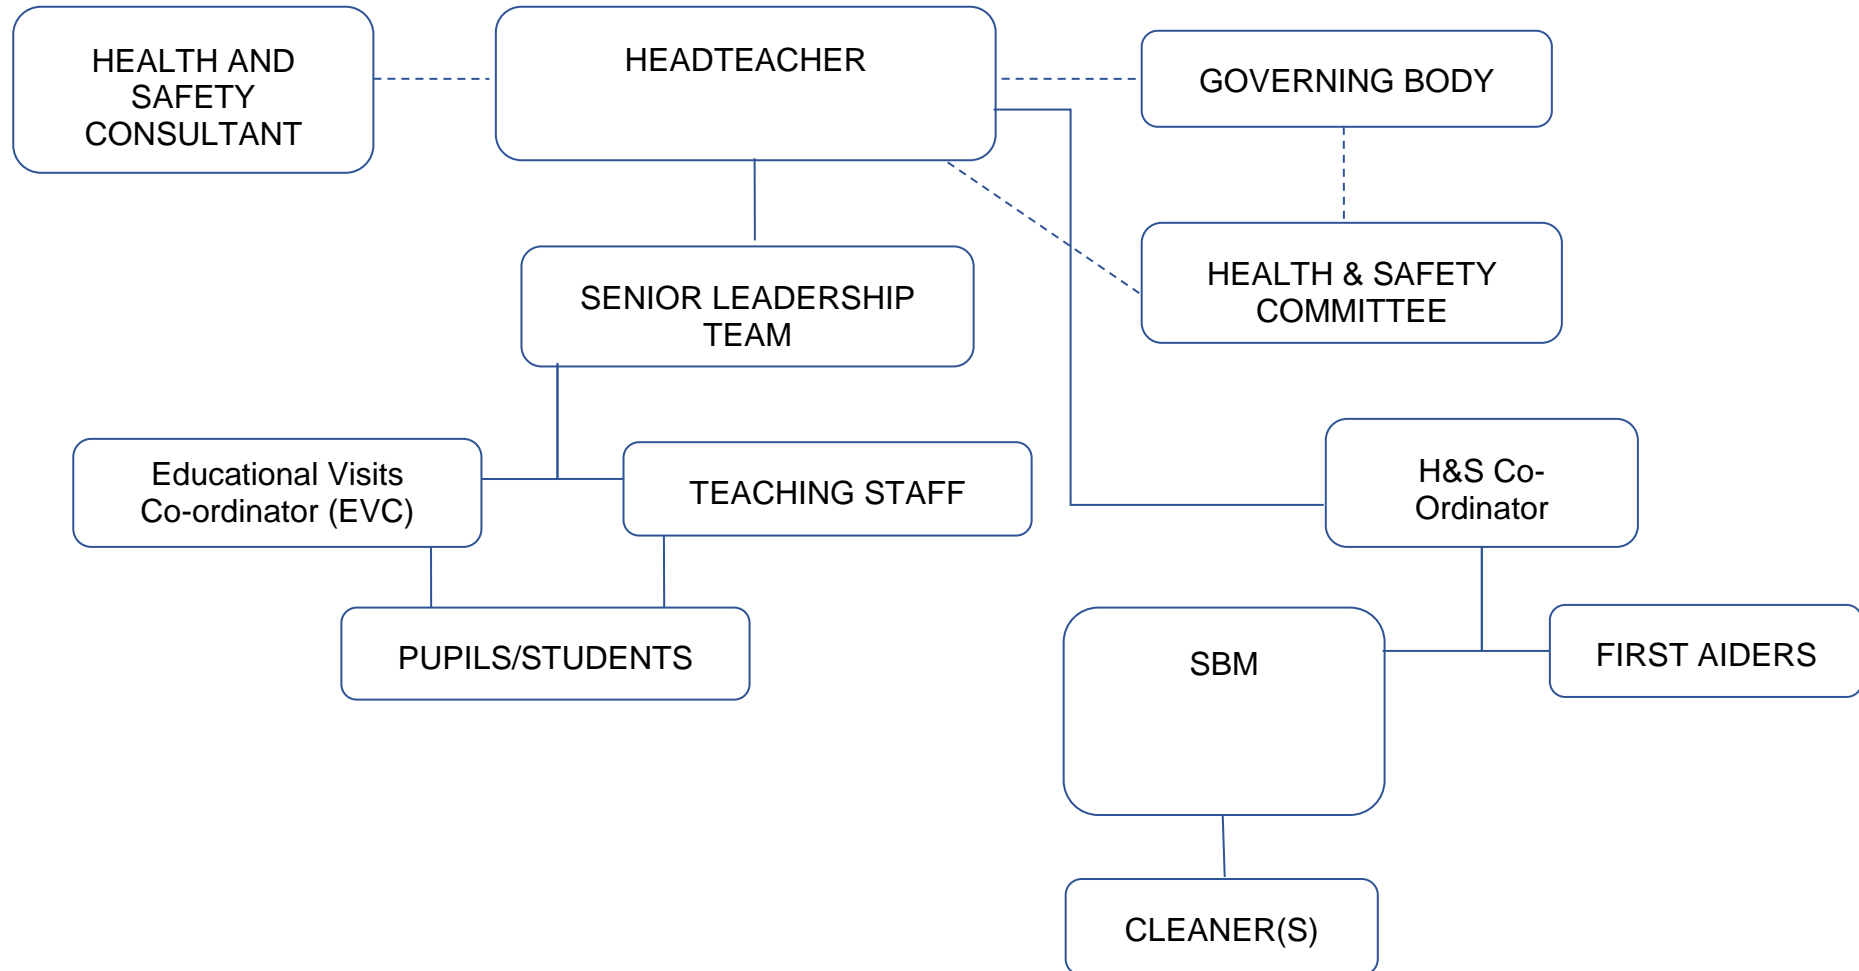 HEALTH AND
SAFETY
CONSULTANT
HEADTEACHER
GOVERNING BODY
SENIOR LEADERSHIP
TEAM
HEALTH & SAFETY
COMMITTEE
Educational Visits
Co-ordinator (EVC)
TEACHING STAFF
H&S Co-
Ordinator
PUPILS/STUDENTS
SBM
FIRST AIDERS
CLEANER(S)